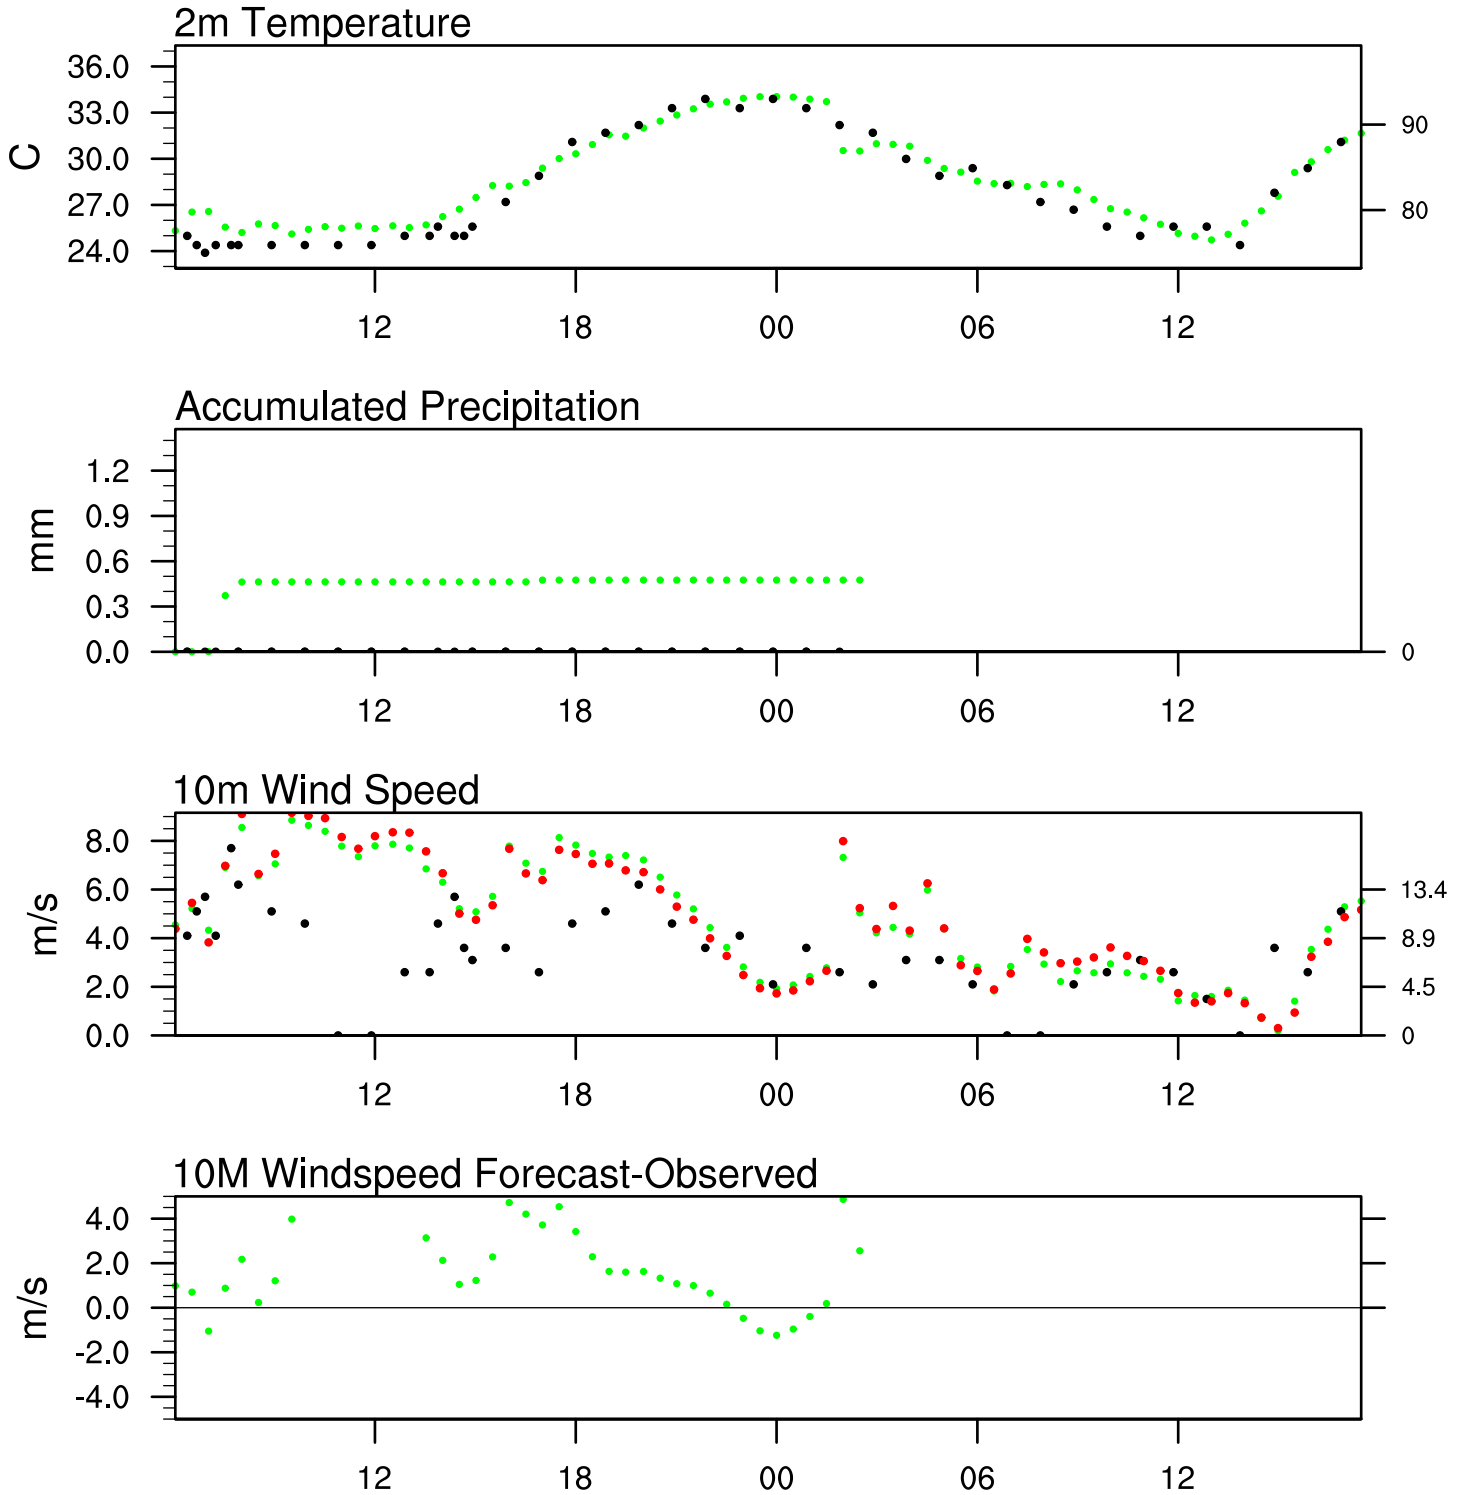 2m Temperature
36.0
33.0
30.0
27.0
24.0
C
90
80
12 18 00 06 12
Accumulated Precipitation
1.2
0.9
0.6
0.3
0.0
mm
0
12 18 00 06 12
10m Wind Speed
8.0
6.0
4.0
2.0
0.0
m/s
13.4
8.9
4.5
0
12 18 00 06 12
10M Windspeed Forecast-Observed
4.0
2.0
0.0
-2.0
-4.0
m/s
12 18 00 06 12